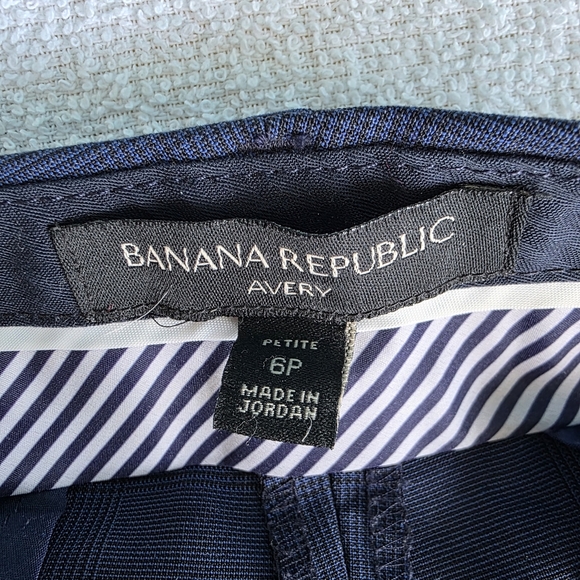 BANANA REPUBLIC
AVERY
PETITE
6P
MADE IN
JORDAN